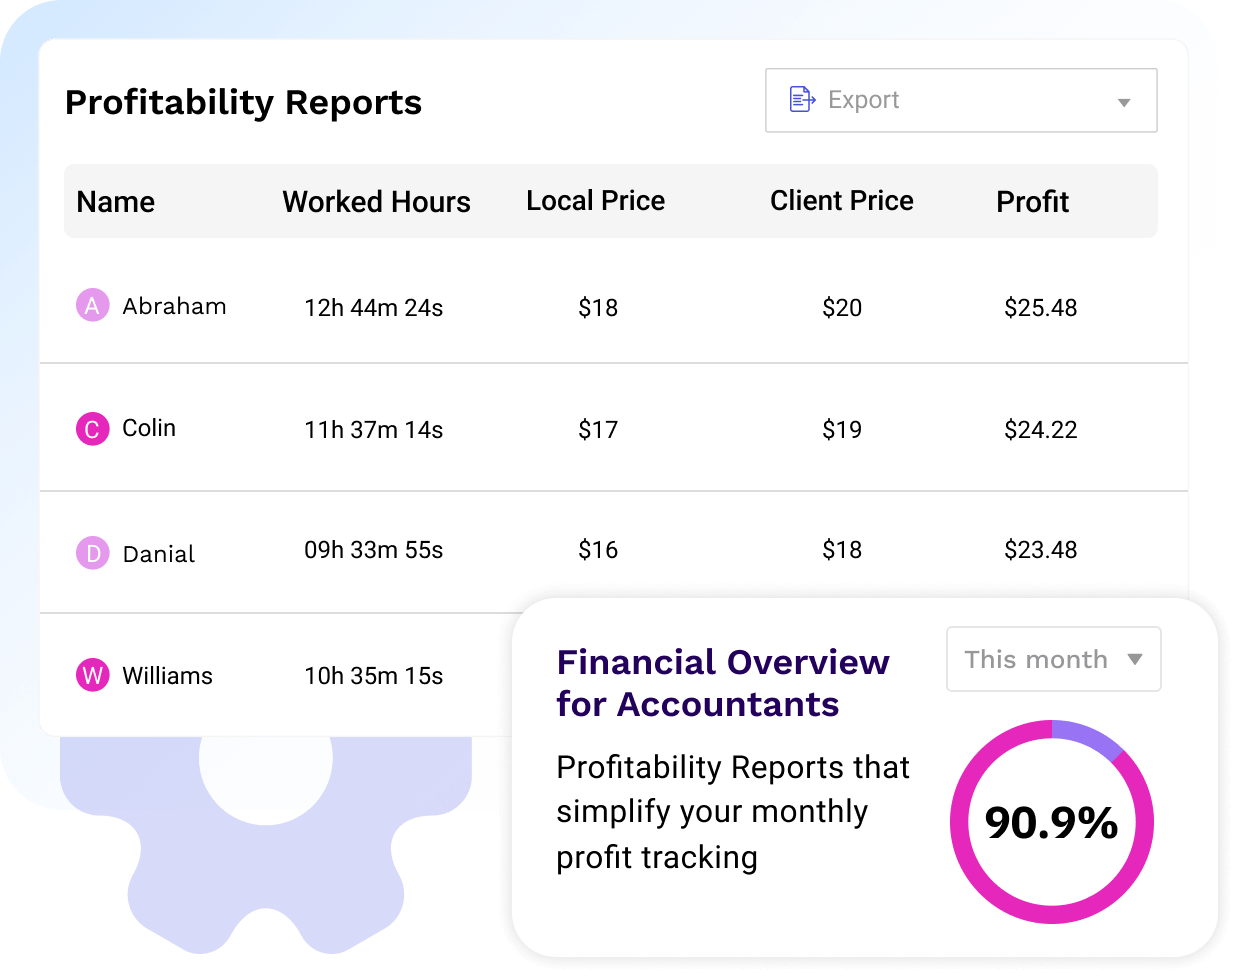 Profitability Reports
Export
Name Worked Hours Local Price Client Price Profit
A Abraham 12h 44m 24s $18 $20 $25.48
C Colin 11h 37m 14s $17 $19 $24.22
D Danial 09h 33m 55s $16 $18 $23.48
W Williams 10h 35m 15s
Financial Overview
for Accountants
This month
Profitability Reports that
simplify your monthly
profit tracking
90.9%